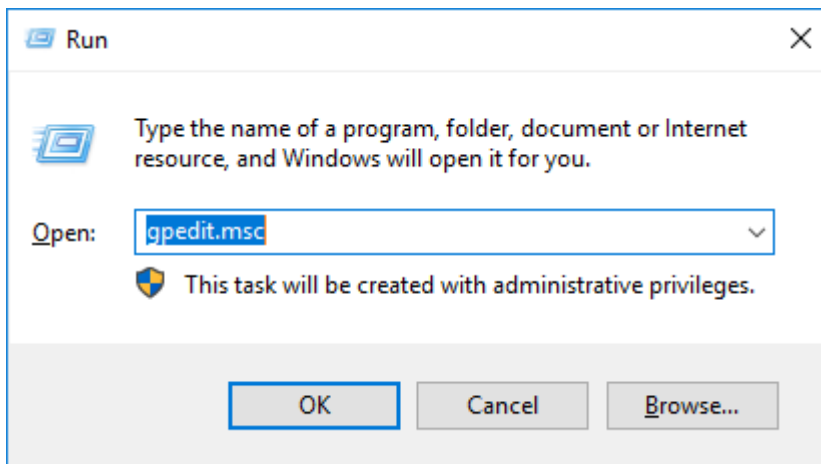 Run
Type the name of a program, folder, document or Internet
resource, and Windows will open it for you.
Open:
gpedit.msc
This task will be created with administrative privileges.
OK
Cancel
Browse...